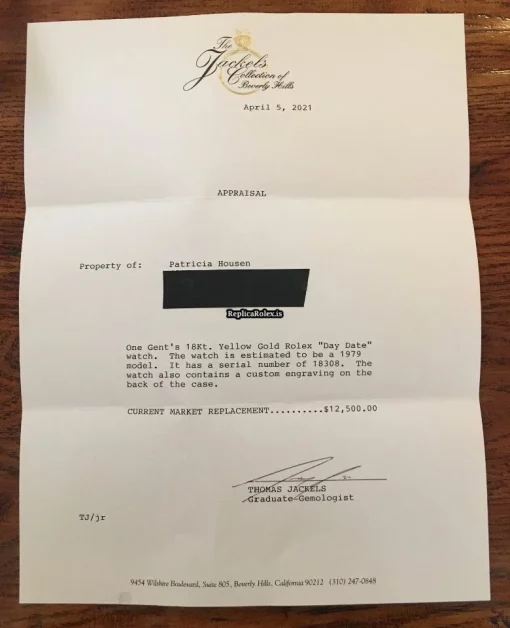 The
Jackels
Collection of
Beverly Hills
April 5, 2021
APPRAISAL
Property of: Patricia Housen
ReplicaRolex.is
One Gent's 18Kt. Yellow Gold Rolex "Day Date"
watch. The watch is estimated to be a 1979
model. It has a serial number of 18308. The
watch also contains a custom engraving on the
back of the case.
CURRENT MARKET REPLACEMENT..........$12,500.00
THOMAS JACKELS
Graduate Gemologist
TJ/jr
9454 Wilshire Boulevard, Suite 805, Beverly Hills, California 90212 (310) 247-0848